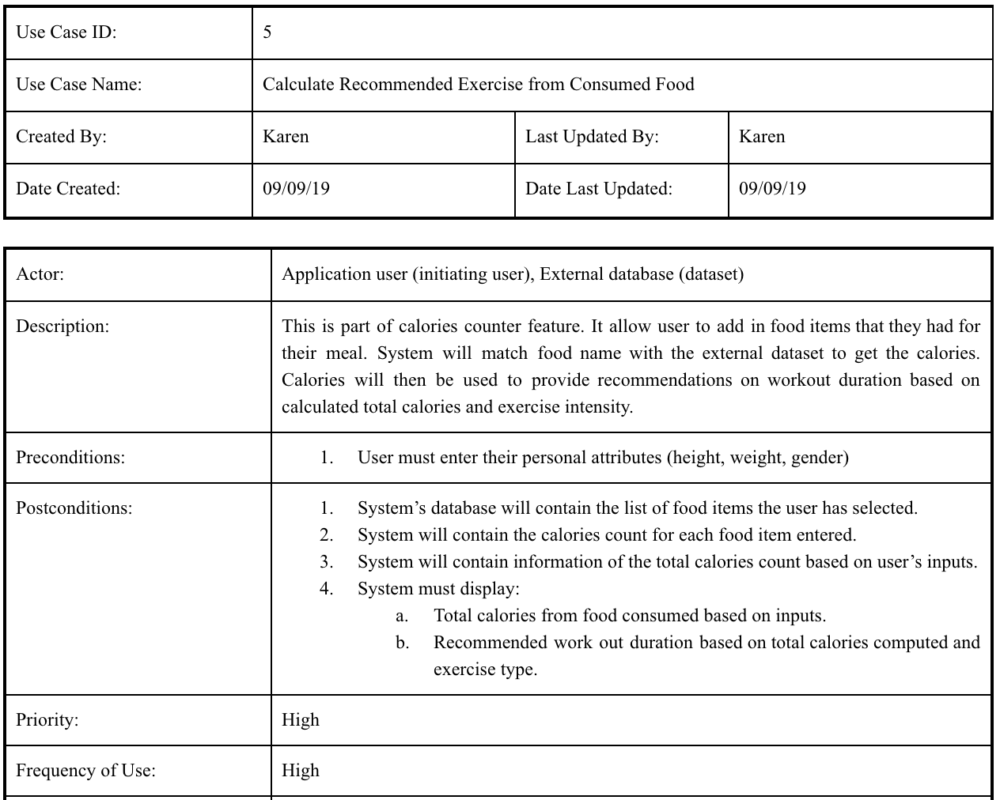 Use Case ID: 5
Use Case Name: Calculate Recommended Exercise from Consumed Food
Created By: Karen Last Updated By: Karen
Date Created: 09/09/19 Date Last Updated: 09/09/19
Actor: Application user (initiating user), External database (dataset)
Description: This is part of calories counter feature. It allow user to add in food items that they had for
their meal. System will match food name with the external dataset to get the calories.
Calories will then be used to provide recommendations on workout duration based on
calculated total calories and exercise intensity.
Preconditions: 1. User must enter their personal attributes (height, weight, gender)
Postconditions: 1. System’s database will contain the list of food items the user has selected.
2. System will contain the calories count for each food item entered.
3. System will contain information of the total calories count based on user’s inputs.
4. System must display:
a. Total calories from food consumed based on inputs.
b. Recommended work out duration based on total calories computed and
exercise type.
Priority: High
Frequency of Use: High